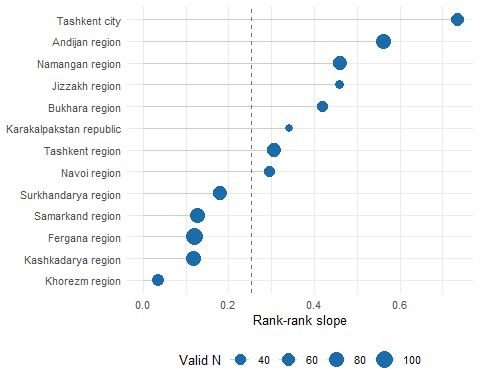 Tashkent city
Andijan region
Namangan region
Jizzakh region
Bukhara region
Karakalpakstan republic
Tashkent region
Navoi region
Surkhandarya region
Samarkand region
Fergana region
Kashkadarya region
Khorezm region
0.0 0.2 0.4 0.6
Rank-rank slope
Valid N 40 60 80 100